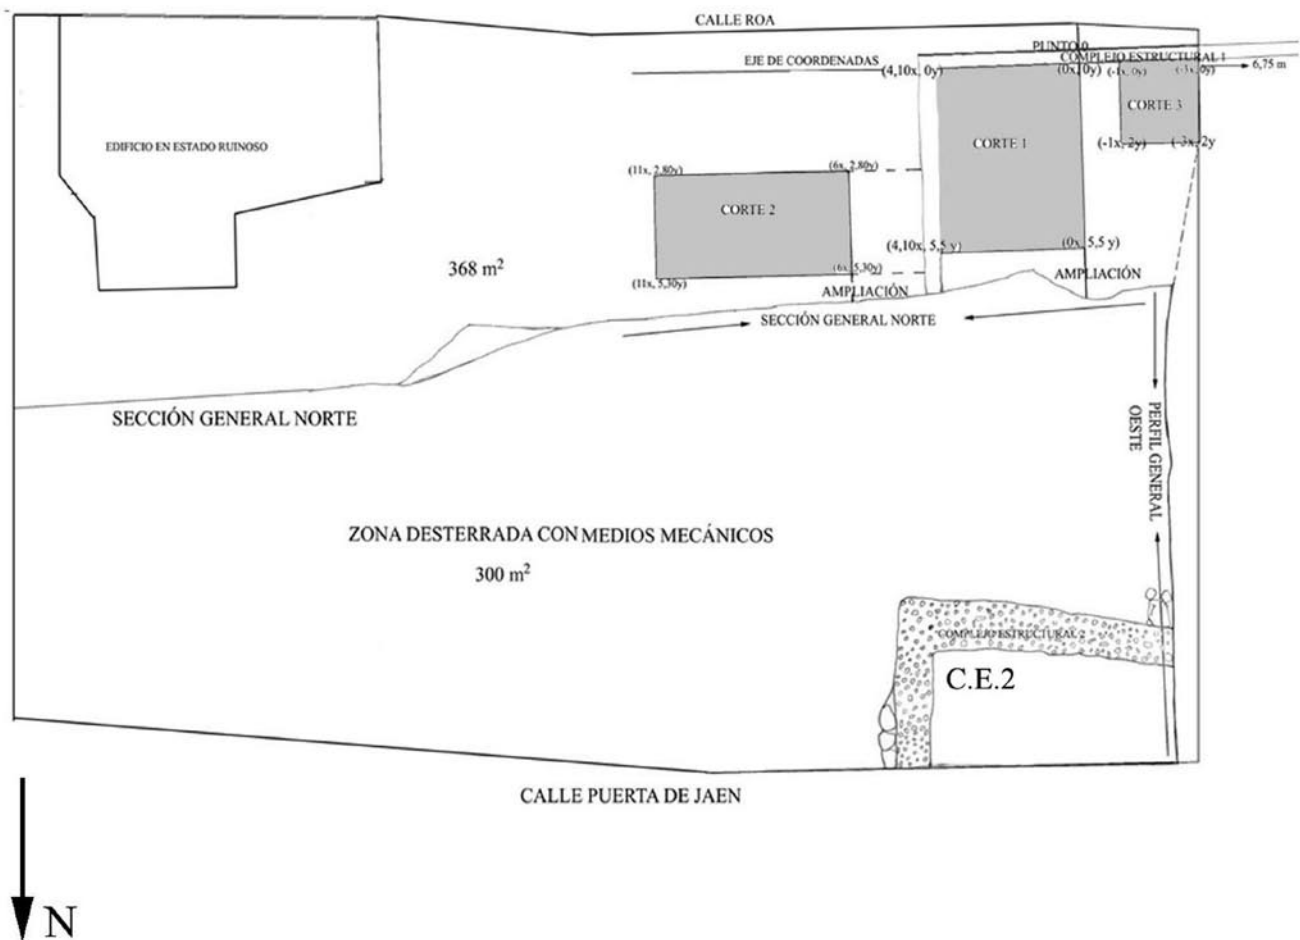 CALLE ROA
PUNTO 0
EJE DE COORDENADAS
COMPLEJO ESTRUCTURAL 1
6,75 m
(4,10x, 0y)
(0x, 0y)
(-1x, 0y)
(-3x, 0y)
CORTE 3
EDIFICIO EN ESTADO RUINOSO
CORTE 1
(-1x, 2y)
(-3x, 2y
(11x, 2,80y)
(6x, 2,80y)
CORTE 2
(4,10x, 5,5 y)
(0x, 5,5 y)
368 m²
(6x, 5,30y)
(11x, 5,30y)
AMPLIACIÓN
AMPLIACIÓN
SECCIÓN GENERAL NORTE
SECCIÓN GENERAL NORTE
PERFIL GENERAL
OESTE
ZONA DESTERRADA CON MEDIOS MECÁNICOS
300 m²
COMPLEJO ESTRUCTURAL 2
C.E.2
CALLE PUERTA DE JAEN
N